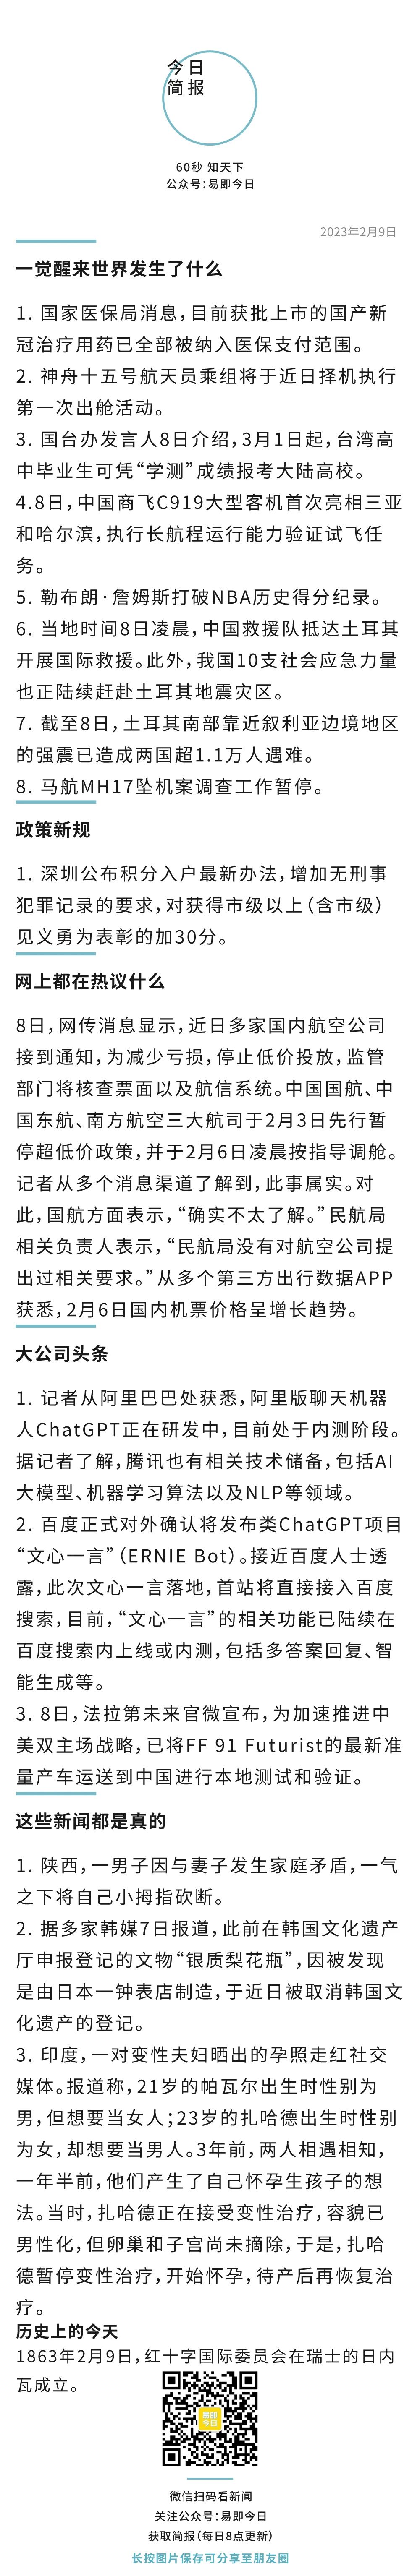 今日
简报
60秒 知天下
公众号：易即今日
2023年2月9日
一觉醒来世界发生了什么
1. 国家医保局消息，目前获批上市的国产新
冠治疗用药已全部被纳入医保支付范围。
2. 神舟十五号航天员乘组将于近日择机执行
第一次出舱活动。
3. 国台办发言人8日介绍，3月1日起，台湾高
中毕业生可凭“学测”成绩报考大陆高校。
4.8日，中国商飞C919大型客机首次亮相三亚
和哈尔滨，执行长航程运行能力验证试飞任
务。
5. 勒布朗·詹姆斯打破NBA历史得分纪录。
6. 当地时间8日凌晨，中国救援队抵达土耳其
开展国际救援。此外，我国10支社会应急力量
也正陆续赶赴土耳其地震灾区。
7. 截至8日，土耳其南部靠近叙利亚边境地区
的强震已造成两国超1.1万人遇难。
8. 马航MH17坠机案调查工作暂停。
政策新规
1. 深圳公布积分入户最新办法，增加无刑事
犯罪记录的要求，对获得市级以上（含市级）
见义勇为表彰的加30分。
网上都在热议什么
8日，网传消息显示，近日多家国内航空公司
接到通知，为减少亏损，停止低价投放，监管
部门将核查票面以及航信系统。中国国航、中
国东航、南方航空三大航司于2月3日先行暂
停超低价政策，并于2月6日凌晨按指导调舱。
记者从多个消息渠道了解到，此事属实。对
此，国航方面表示，“确实不太了解。”民航局
相关负责人表示，“民航局没有对航空公司提
出过相关要求。”从多个第三方出行数据APP
获悉，2月6日国内机票价格呈增长趋势。
大公司头条
1. 记者从阿里巴巴处获悉，阿里版聊天机器
人ChatGPT正在研发中，目前处于内测阶段。
据记者了解，腾讯也有相关技术储备，包括AI
大模型、机器学习算法以及NLP等领域。
2. 百度正式对外确认将发布类ChatGPT项目
“文心一言”（ERNIE Bot）。接近百度人士透
露，此次文心一言落地，首站将直接接入百度
搜索，目前，“文心一言”的相关功能已陆续在
百度搜索内上线或内测，包括多答案回复、智
能生成等。
3. 8日，法拉第未来官微宣布，为加速推进中
美双主场战略，已将FF 91 Futurist的最新准
量产车运送到中国进行本地测试和验证。
这些新闻都是真的
1. 陕西，一男子因与妻子发生家庭矛盾，一气
之下将自己小拇指砍断。
2. 据多家韩媒7日报道，此前在韩国文化遗产
厅申报登记的文物“银质梨花瓶”，因被发现
是由日本一钟表店制造，于近日被取消韩国文
化遗产的登记。
3. 印度，一对变性夫妇晒出的孕照走红社交
媒体。报道称，21岁的帕瓦尔出生时性别为
男，但想要当女人；23岁的扎哈德出生时性别
为女，却想要当男人。3年前，两人相遇相知，
一年半前，他们产生了自己怀孕生孩子的想
法。当时，扎哈德正在接受变性治疗，容貌已
男性化，但卵巢和子宫尚未摘除，于是，扎哈
德暂停变性治疗，开始怀孕，待产后再恢复治
疗。
历史上的今天
1863年2月9日，红十字国际委员会在瑞士的日内
瓦成立。
易即
今日
微信扫码看新闻
关注公众号：易即今日
获取简报（每日8点更新）
长按图片保存可分享至朋友圈